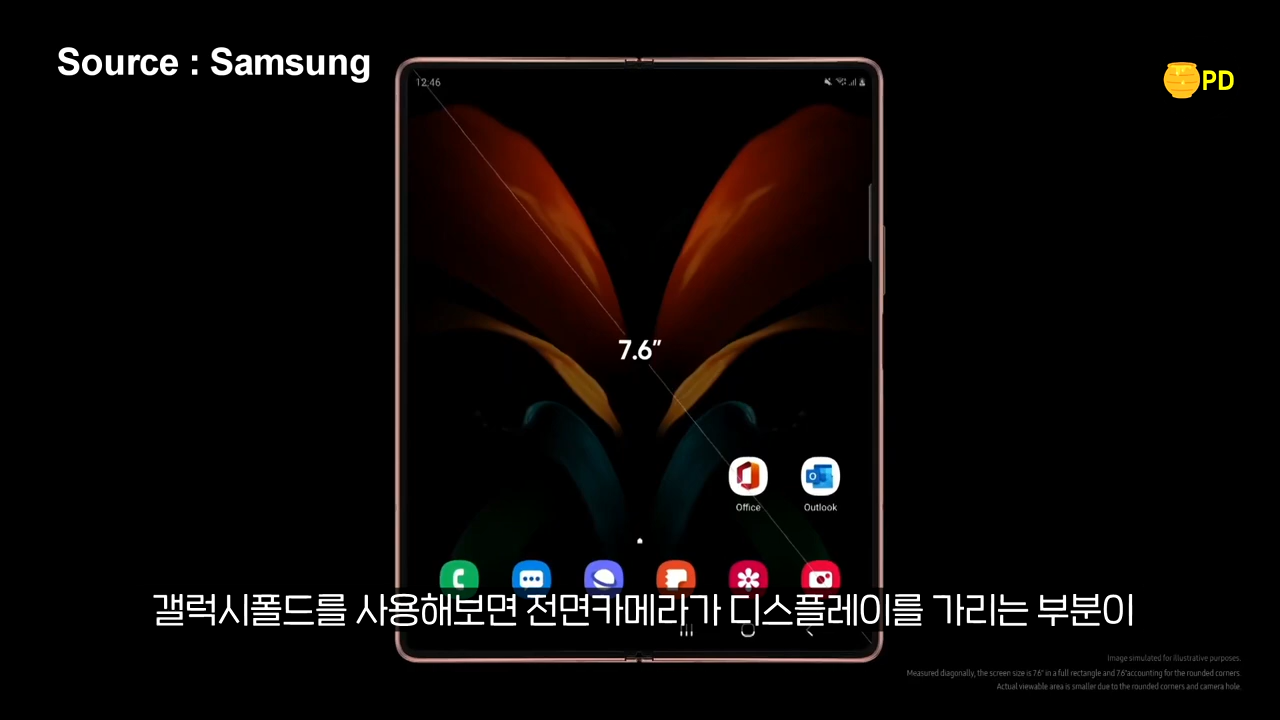 Source : Samsung
PD
12:46
7.6”
Office
Outlook
갤럭시폴드를 사용해보면 전면카메라가 디스플레이를 가리는 부분이
Image simulated for illustrative purposes.
Measured diagonally, the screen size is 7.6" in a full rectangle and 7.6"accounting for the rounded corners.
Actual viewable area is smaller due to the rounded corners and camera hole.